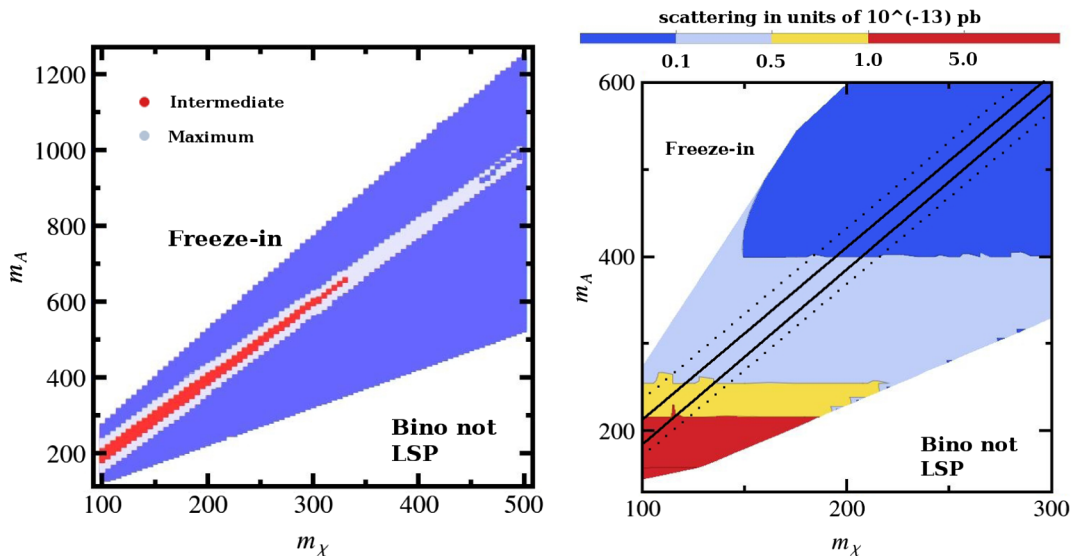 scattering in units of 10^(-13) pb
0.1 0.5 1.0 5.0
1200
1000
800
600
400
200
m_A
Intermediate
Maximum
Freeze-in
Bino not
LSP
100 200 300 400 500
m_χ
600
400
200
m_A
Freeze-in
Bino not
LSP
100 200 300
m_χ